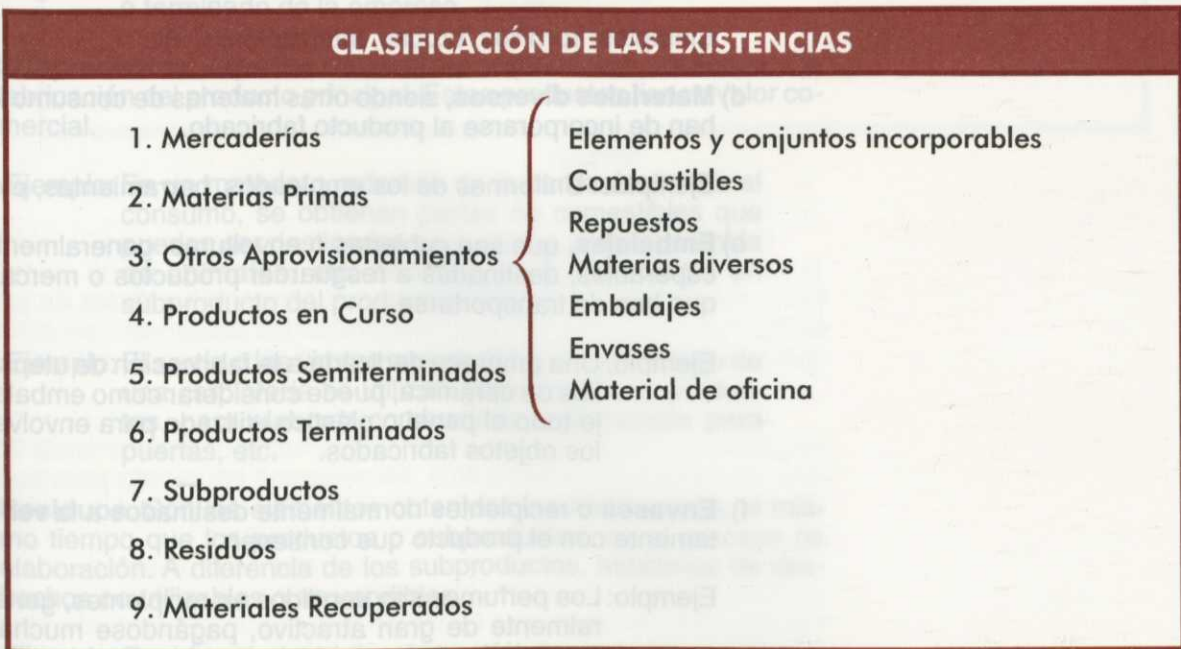 CLASIFICACIÓN DE LAS EXISTENCIAS
1. Mercaderías
2. Materias Primas
3. Otros Aprovisionamientos
4. Productos en Curso
5. Productos Semiterminados
6. Productos Terminados
7. Subproductos
8. Residuos
9. Materiales Recuperados
Elementos y conjuntos incorporables
Combustibles
Repuestos
Materias diversos
Embalajes
Envases
Material de oficina